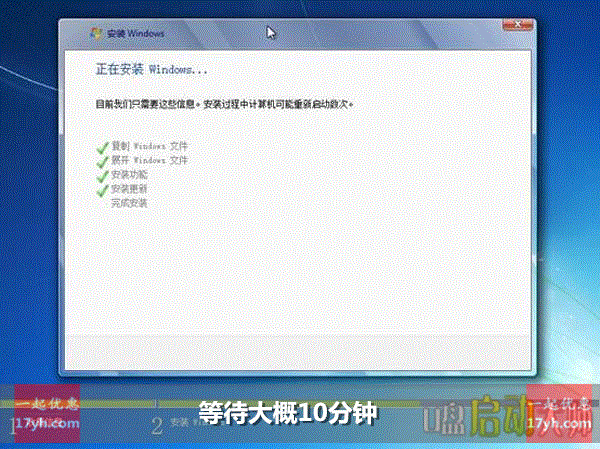 安装 Windows
正在安装 Windows...
目前我们只需要这些信息。安装过程中计算机可能重新启动数次。
复制 Windows 文件
展开 Windows 文件
安装功能
安装更新
完成安装
等待大概10分钟
一起优惠
17yh.com
1
2 安装 Wi
U盘启动大师
一起优惠
17yh.com